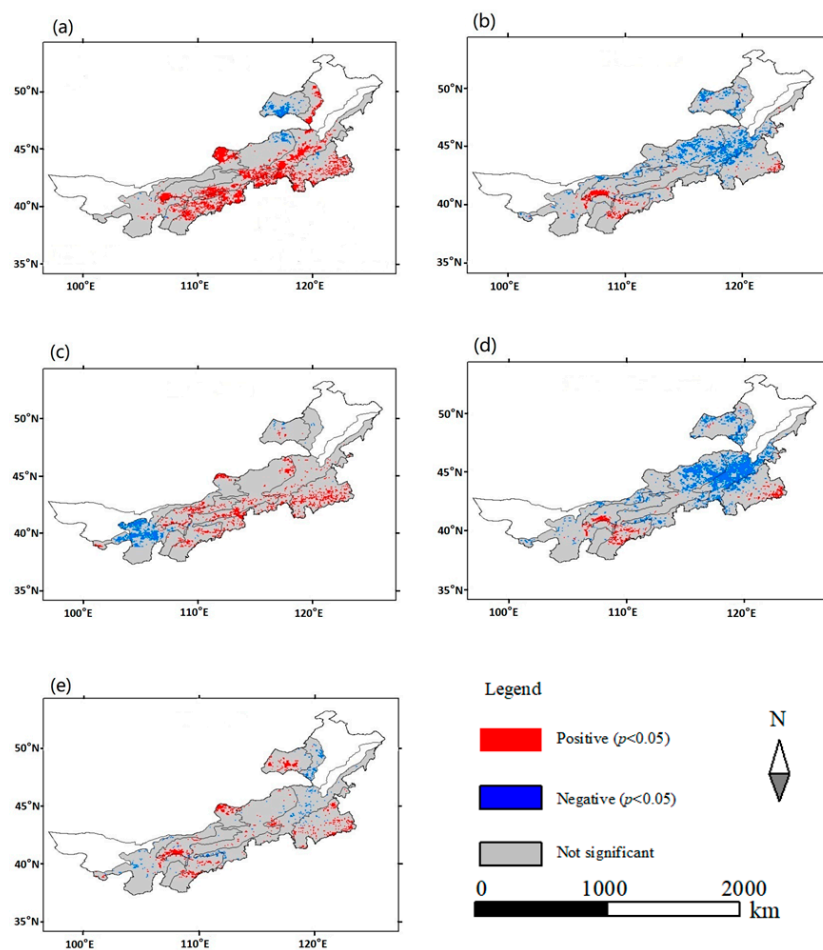 (a)
(b)
50°N
45°N
40°N
35°N
100°E
110°E
120°E
50°N
45°N
40°N
35°N
100°E
110°E
120°E
(c)
(d)
50°N
45°N
40°N
35°N
100°E
110°E
120°E
50°N
45°N
40°N
35°N
100°E
110°E
120°E
(e)
50°N
45°N
40°N
35°N
100°E
110°E
120°E
Legend
Positive (p<0.05)
Negative (p<0.05)
Not significant
N
0 1000 2000
km